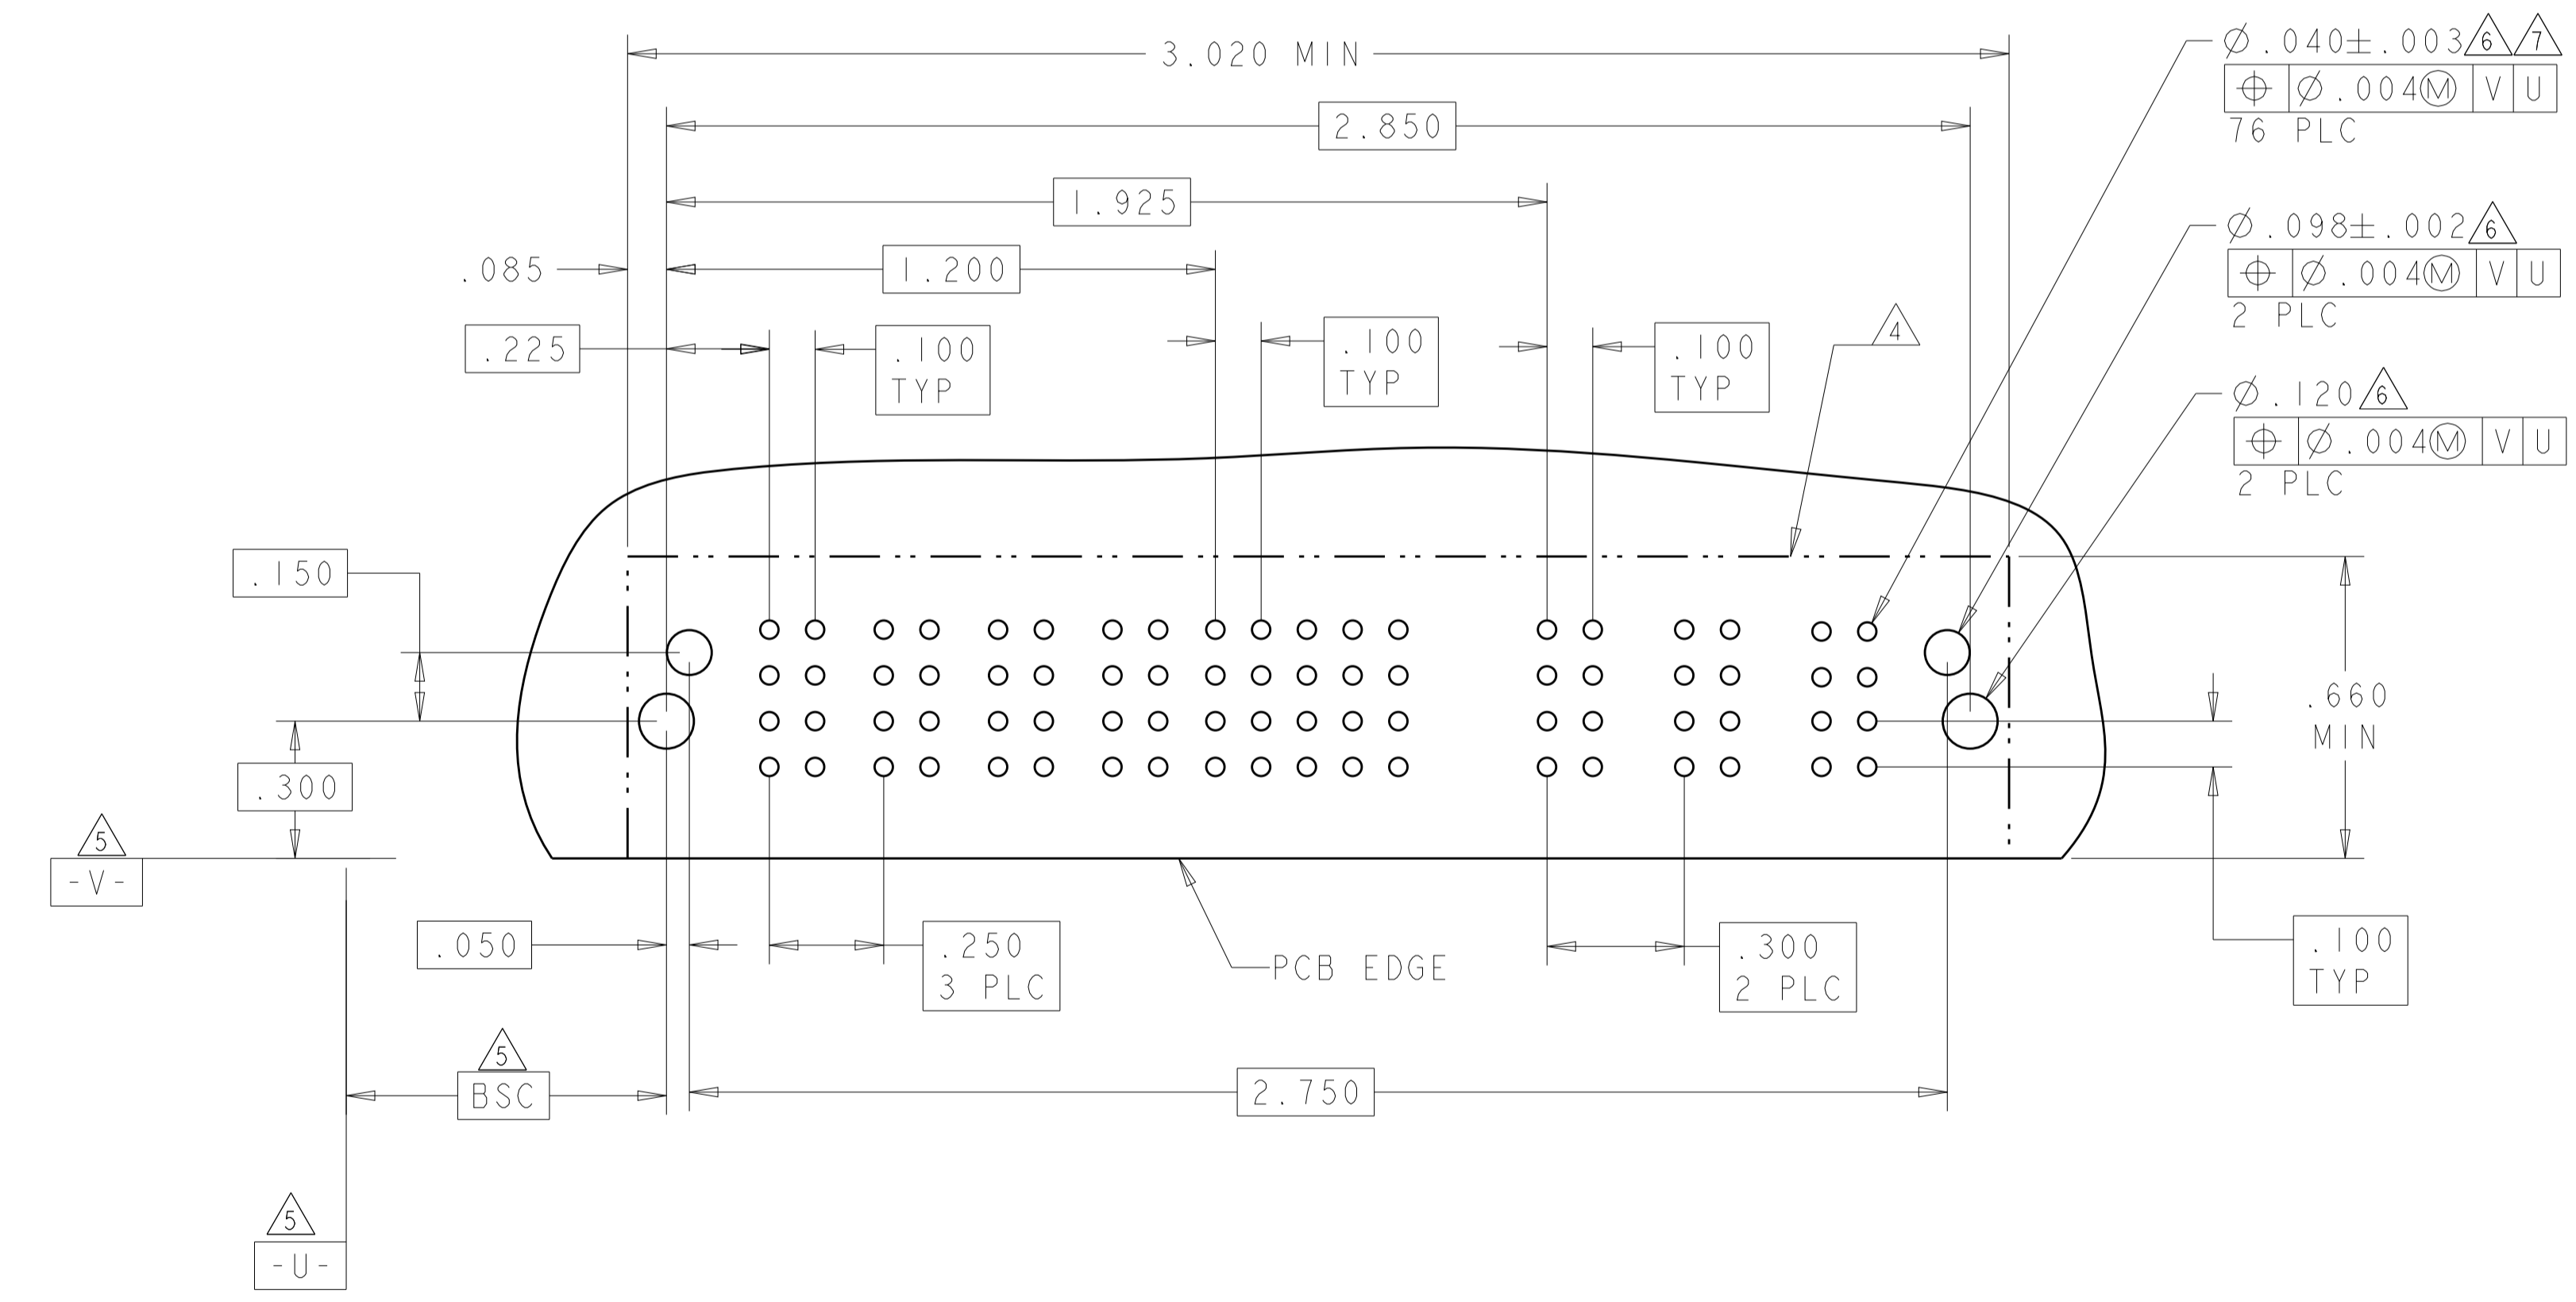 3.020 MIN
2.850
1.925
.085
1.200
.225
.100
TYP
.100
TYP
.100
TYP
4
∅.040±.003 6 7
⌖ ∅.004Ⓜ V U
76 PLC
∅.098±.002 6
⌖ ∅.004Ⓜ V U
2 PLC
∅.120 6
⌖ ∅.004Ⓜ V U
2 PLC
.150
.300
5
-V-
.660
MIN
.050
.250
3 PLC
PCB EDGE
.300
2 PLC
.100
TYP
5
BSC
2.750
5
-U-